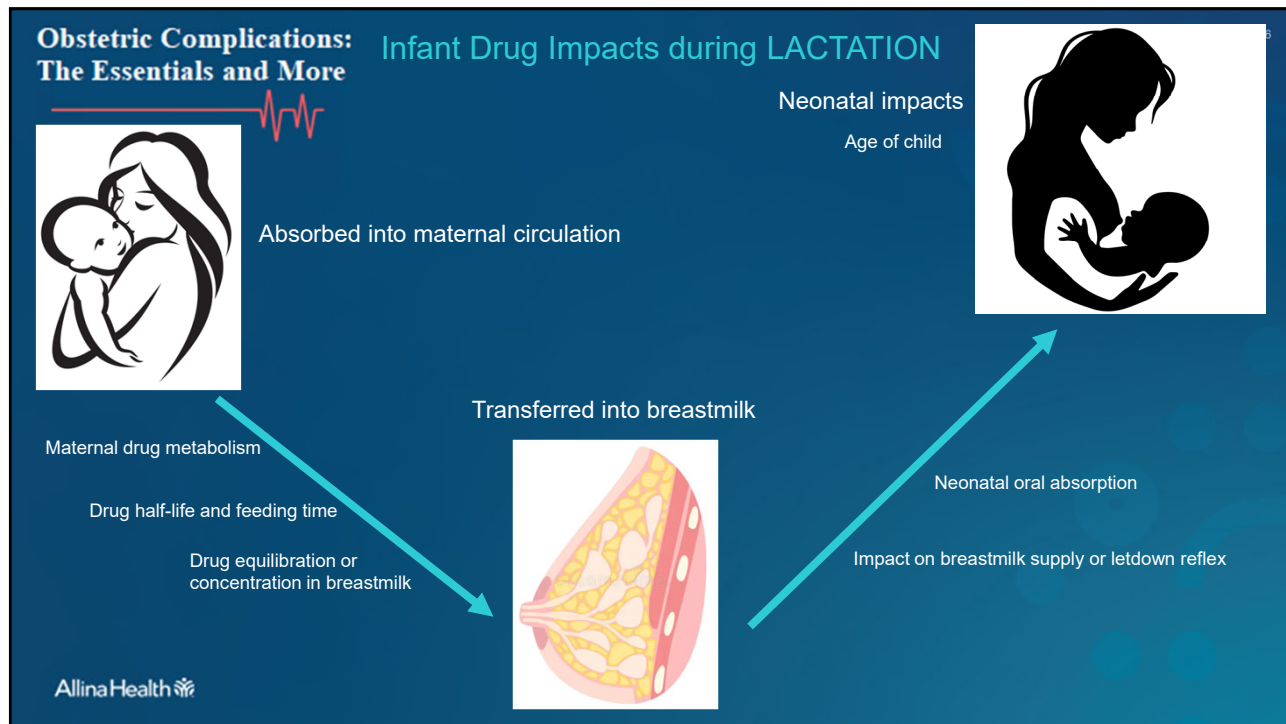 Obstetric Complications:
The Essentials and More
Infant Drug Impacts during LACTATION
6
Neonatal impacts
Age of child
Absorbed into maternal circulation
Transferred into breastmilk
Maternal drug metabolism
Drug half-life and feeding time
Drug equilibration or
concentration in breastmilk
Neonatal oral absorption
Impact on breastmilk supply or letdown reflex
AllinaHealth